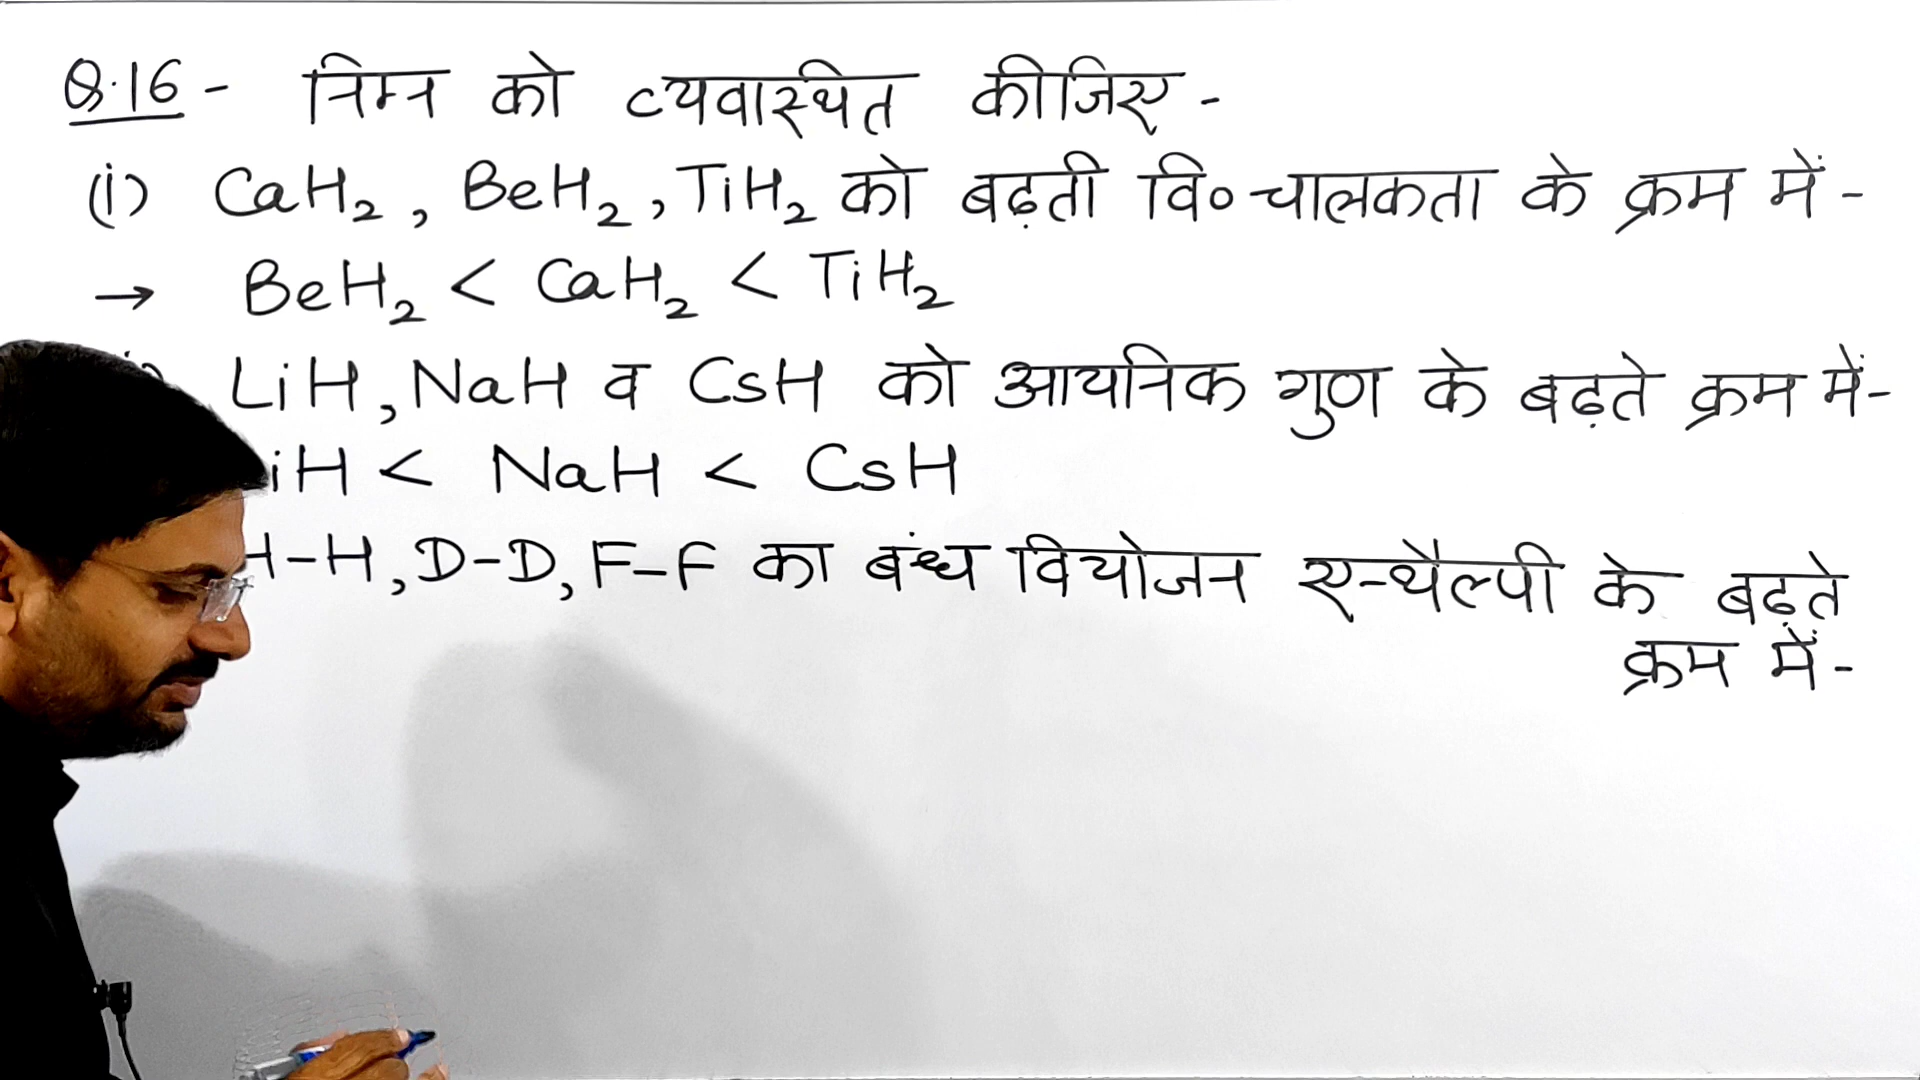 Q.16 - निम्न को व्यवस्थित कीजिए -
(i) CaH₂, BeH₂, TiH₂ को बढ़ती वि० चालकता के क्रम में -
→ BeH₂ < CaH₂ < TiH₂
LiH, NaH व CsH को आयनिक गुण के बढ़ते क्रम में -
iH < NaH < CsH
H-H, D-D, F-F का बंध वियोजन एन्थैल्पी के बढ़ते
क्रम में -